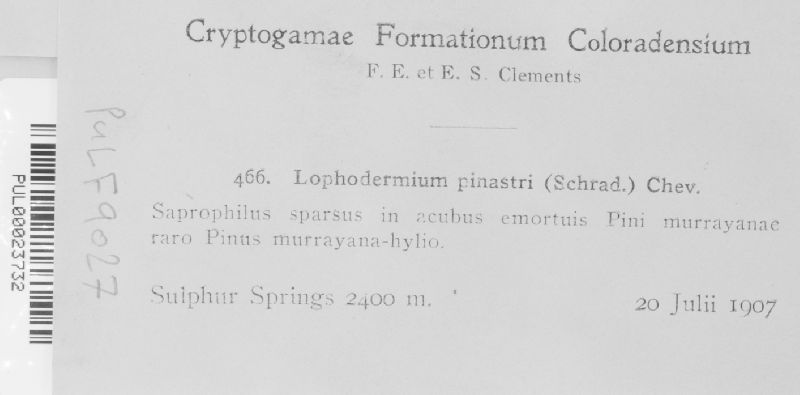 Cryptogamae Formationum Coloradensium
F. E. et E. S. Clements
466. Lophodermium pinastri (Schrad.) Chev.
Saprophilus sparsus in acubus emortuis Pini murrayanae
raro Pinus murrayana-hylio.
Sulphur Springs 2400 m.
20 Julii 1907
PUL F9027
PUL00023732